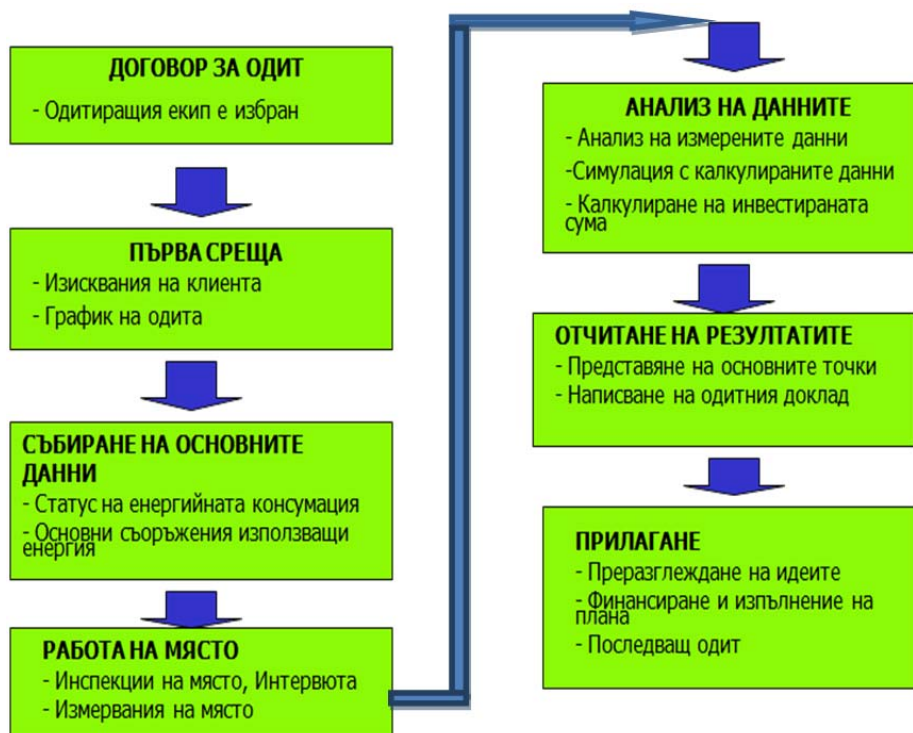 ДОГОВОР ЗА ОДИТ
- Одитиращия екип е избран
ПЪРВА СРЕЩА
- Изисквания на клиента
- График на одита
СЪБИРАНЕ НА ОСНОВНИТЕ
ДАННИ
- Статус на енергийната консумация
- Основни съоръжения използващи
енергия
РАБОТА НА МЯСТО
- Инспекции на място, Интервюта
- Измервания на място
АНАЛИЗ НА ДАННИТЕ
- Анализ на измерените данни
-Симулация с калкулираните данни
- Калкулиране на инвестираната
сума
ОТЧИТАНЕ НА РЕЗУЛТАТИТЕ
- Представяне на основните точки
- Написване на одитния доклад
ПРИЛАГАНЕ
- Преразглеждане на идеите
- Финансиране и изпълнение на
плана
- Последващ одит